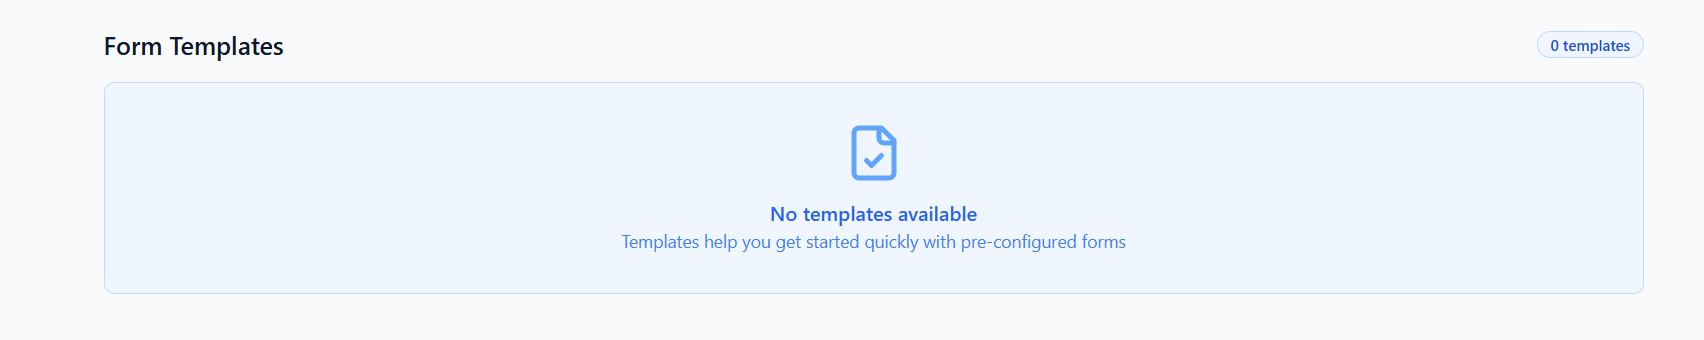 Form Templates
0 templates
No templates available
Templates help you get started quickly with pre-configured forms